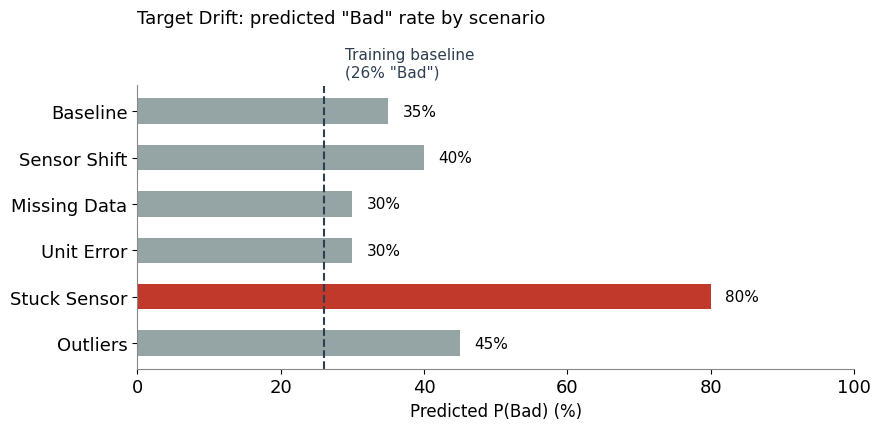 Target Drift: predicted "Bad" rate by scenario
Training baseline
(26% "Bad")
Baseline 35%
Sensor Shift 40%
Missing Data 30%
Unit Error 30%
Stuck Sensor 80%
Outliers 45%
0 20 40 60 80 100
Predicted P(Bad) (%)